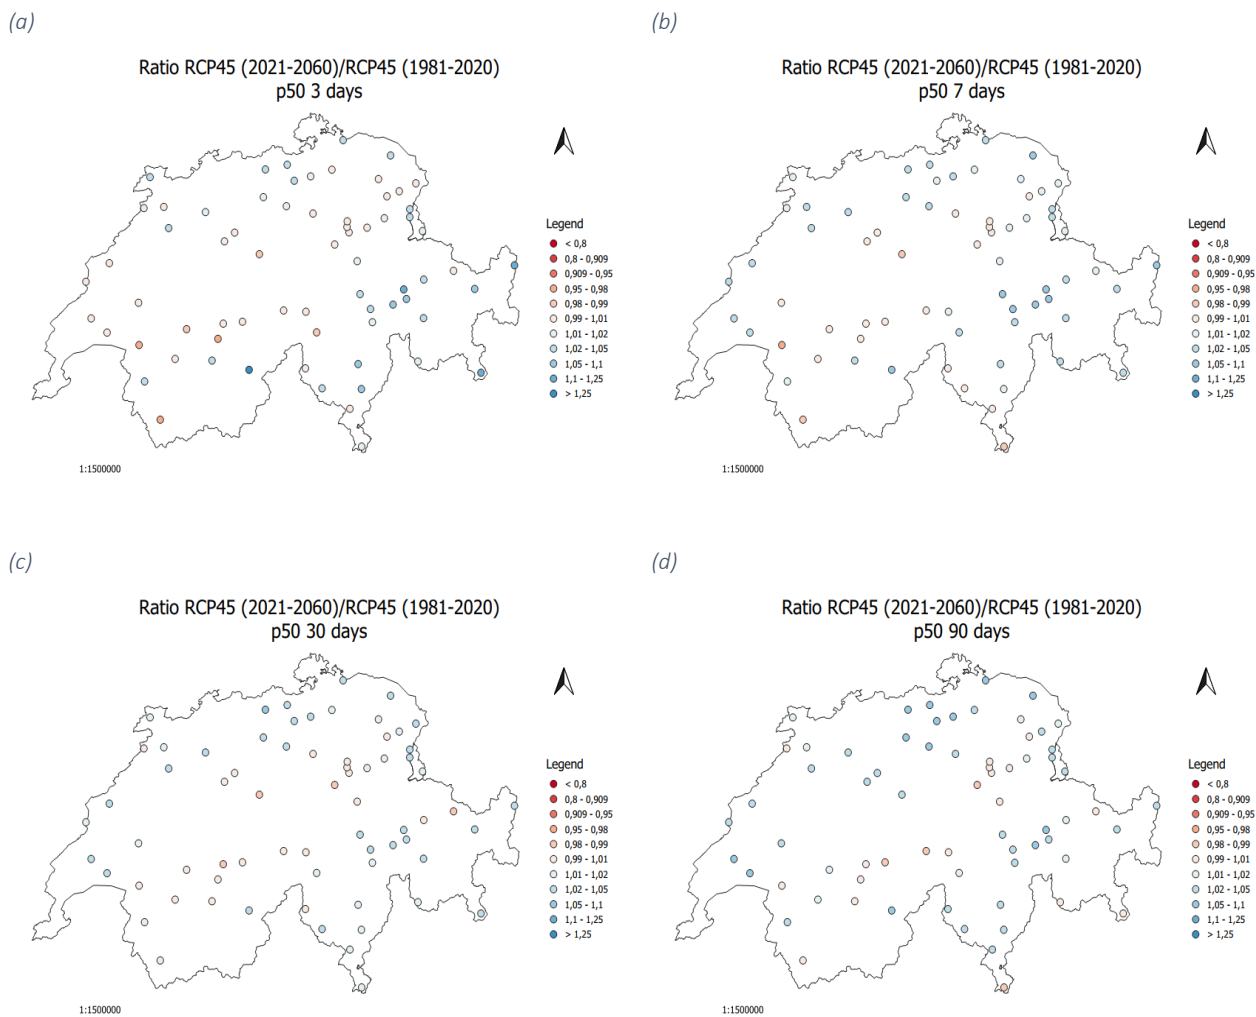 (a)
Ratio RCP45 (2021-2060)/RCP45 (1981-2020)
p50 3 days
Legend
< 0,8
0,8 - 0,909
0,909 - 0,95
0,95 - 0,98
0,98 - 0,99
0,99 - 1,01
1,01 - 1,02
1,02 - 1,05
1,05 - 1,1
1,1 - 1,25
> 1,25
1:1500000
(b)
Ratio RCP45 (2021-2060)/RCP45 (1981-2020)
p50 7 days
Legend
< 0,8
0,8 - 0,909
0,909 - 0,95
0,95 - 0,98
0,98 - 0,99
0,99 - 1,01
1,01 - 1,02
1,02 - 1,05
1,05 - 1,1
1,1 - 1,25
> 1,25
1:1500000
(c)
Ratio RCP45 (2021-2060)/RCP45 (1981-2020)
p50 30 days
Legend
< 0,8
0,8 - 0,909
0,909 - 0,95
0,95 - 0,98
0,98 - 0,99
0,99 - 1,01
1,01 - 1,02
1,02 - 1,05
1,05 - 1,1
1,1 - 1,25
> 1,25
1:1500000
(d)
Ratio RCP45 (2021-2060)/RCP45 (1981-2020)
p50 90 days
Legend
< 0,8
0,8 - 0,909
0,909 - 0,95
0,95 - 0,98
0,98 - 0,99
0,99 - 1,01
1,01 - 1,02
1,02 - 1,05
1,05 - 1,1
1,1 - 1,25
> 1,25
1:1500000